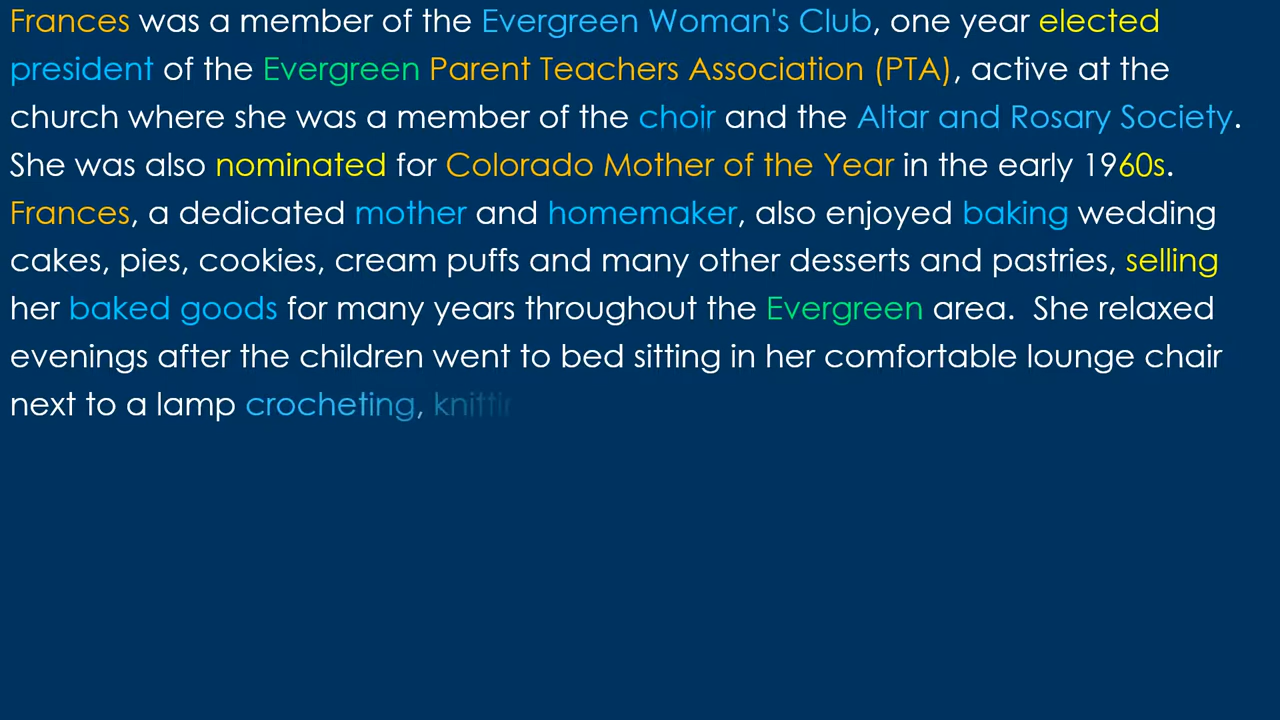 Frances was a member of the Evergreen Woman's Club, one year elected
president of the Evergreen Parent Teachers Association (PTA), active at the
church where she was a member of the choir and the Altar and Rosary Society.
She was also nominated for Colorado Mother of the Year in the early 1960s.
Frances, a dedicated mother and homemaker, also enjoyed baking wedding
cakes, pies, cookies, cream puffs and many other desserts and pastries, selling
her baked goods for many years throughout the Evergreen area.  She relaxed
evenings after the children went to bed sitting in her comfortable lounge chair
next to a lamp crocheting,